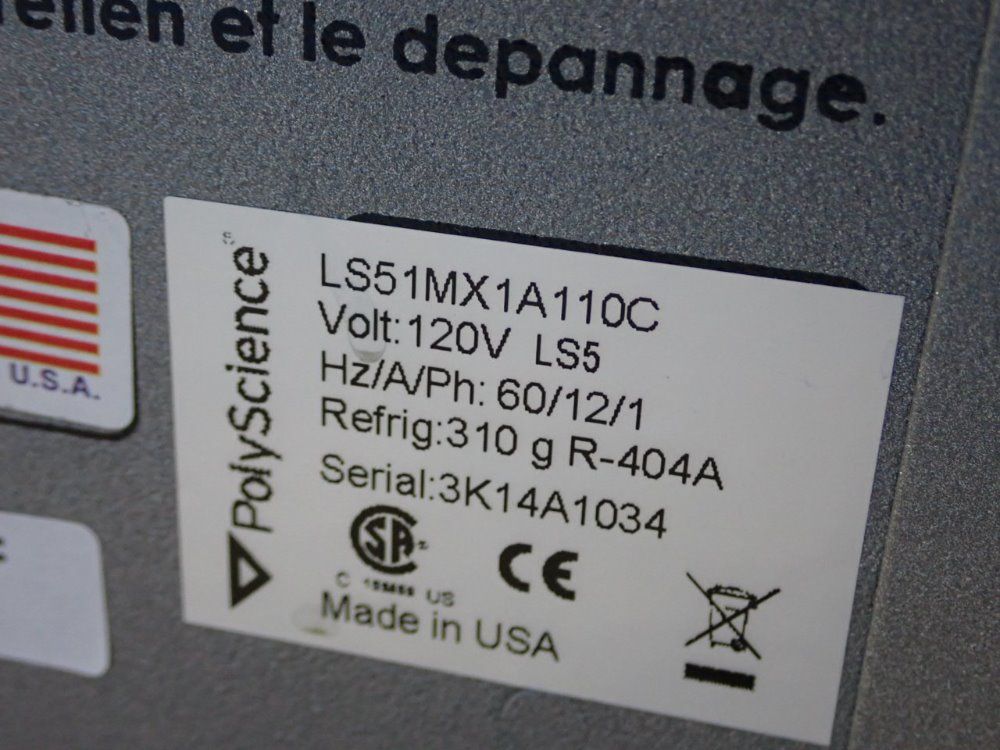 et le depannage.
U.S.A.
PolyScience
LS51MX1A110C
Volt:120V LS5
Hz/A/Ph: 60/12/1
Refrig:310 g R-404A
Serial:3K14A1034
C US
CE
Made in USA